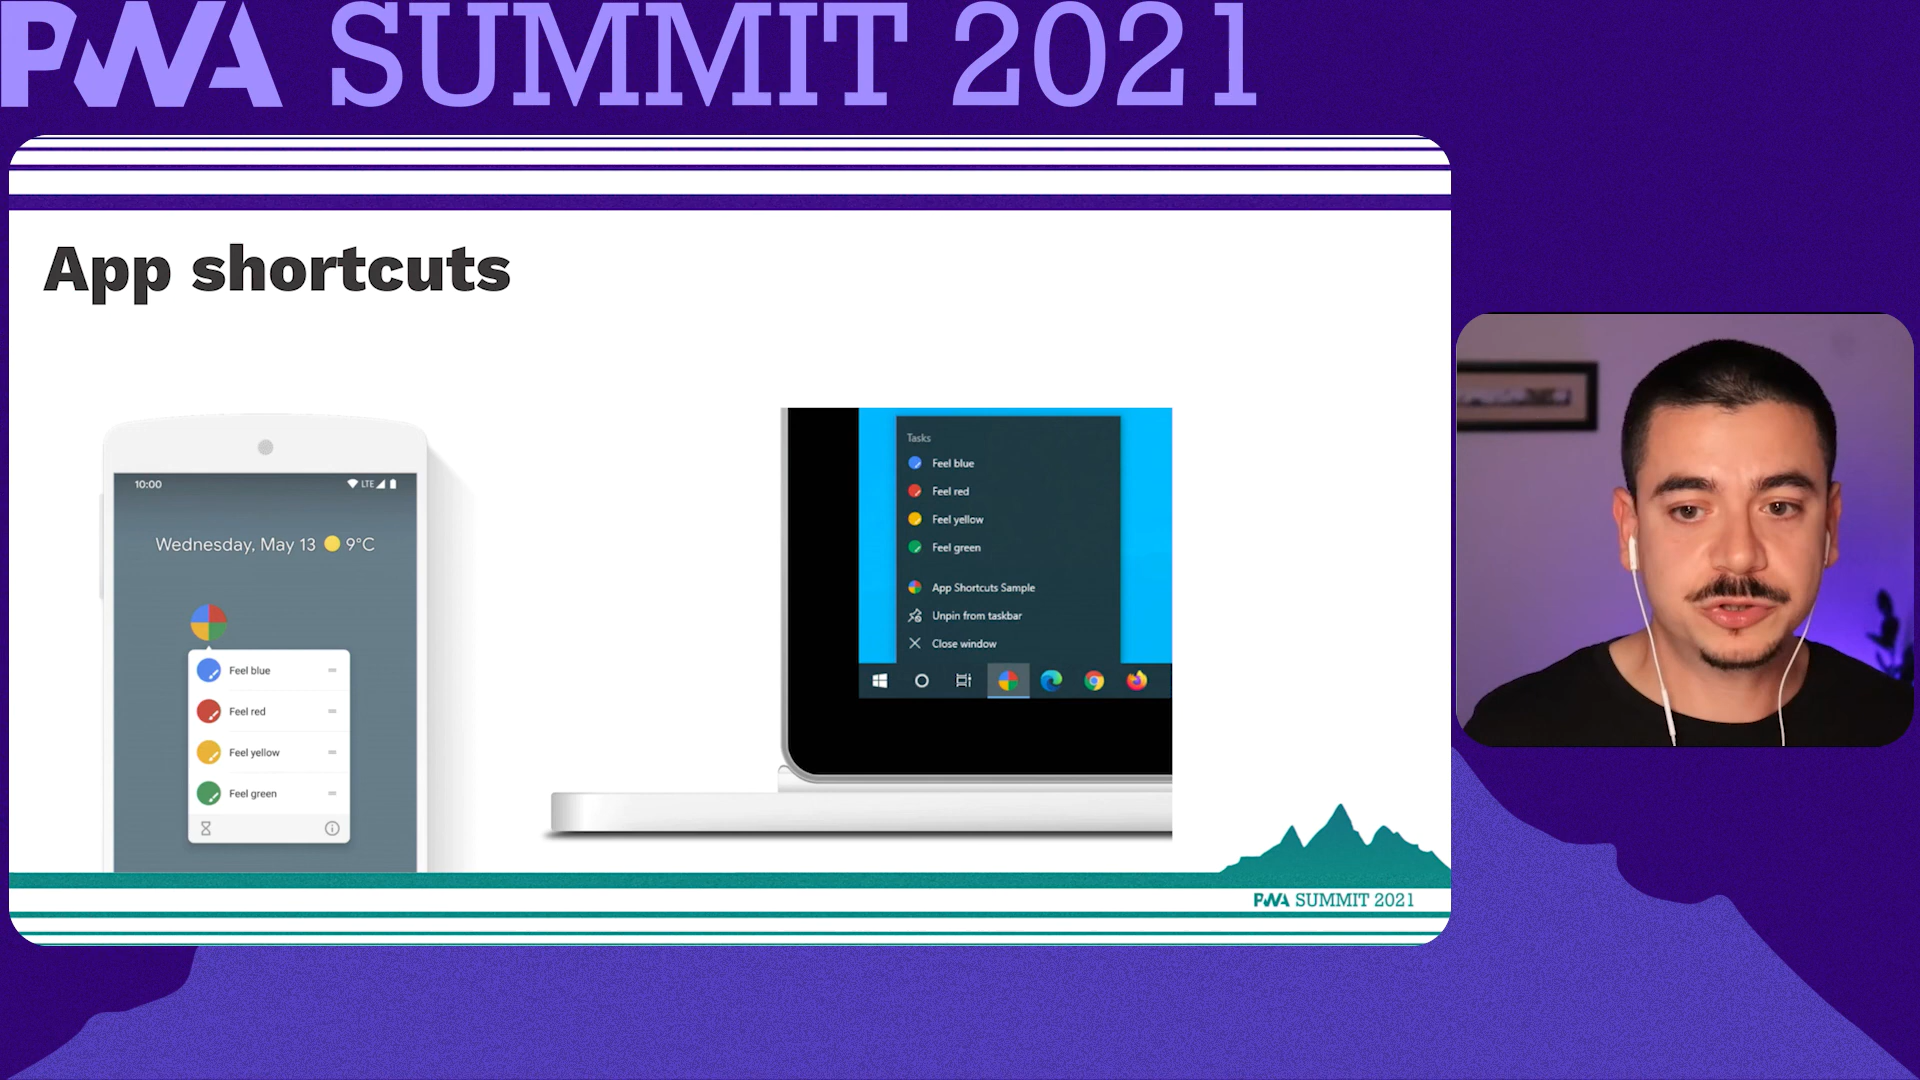 PWA SUMMIT 2021
App shortcuts
10:00
LTE
Wednesday, May 13 9°C
Feel blue
Feel red
Feel yellow
Feel green
Tasks
Feel blue
Feel red
Feel yellow
Feel green
App Shortcuts Sample
Unpin from taskbar
Close window
PWA SUMMIT 2021